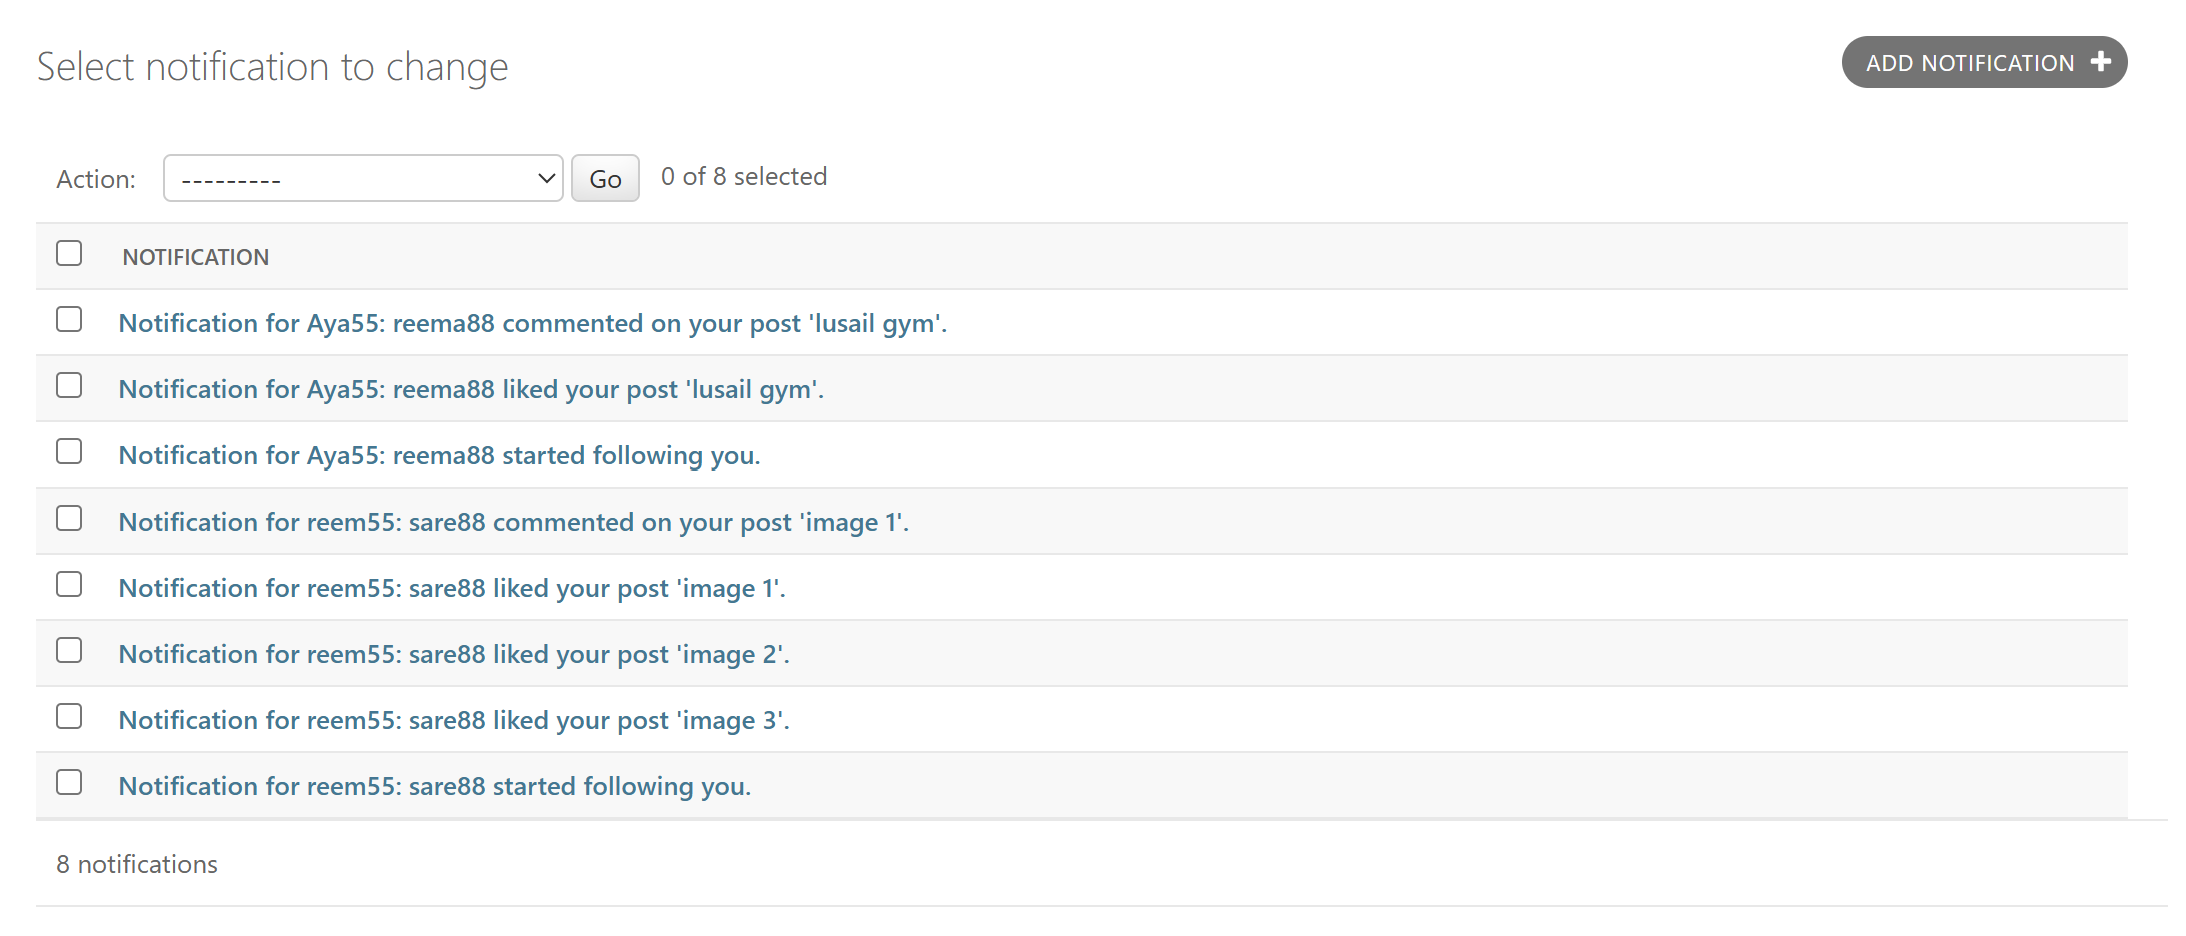 Select notification to change
ADD NOTIFICATION
Action: --------- Go 0 of 8 selected
NOTIFICATION
Notification for Aya55: reema88 commented on your post 'lusail gym'.
Notification for Aya55: reema88 liked your post 'lusail gym'.
Notification for Aya55: reema88 started following you.
Notification for reem55: sare88 commented on your post 'image 1'.
Notification for reem55: sare88 liked your post 'image 1'.
Notification for reem55: sare88 liked your post 'image 2'.
Notification for reem55: sare88 liked your post 'image 3'.
Notification for reem55: sare88 started following you.
8 notifications